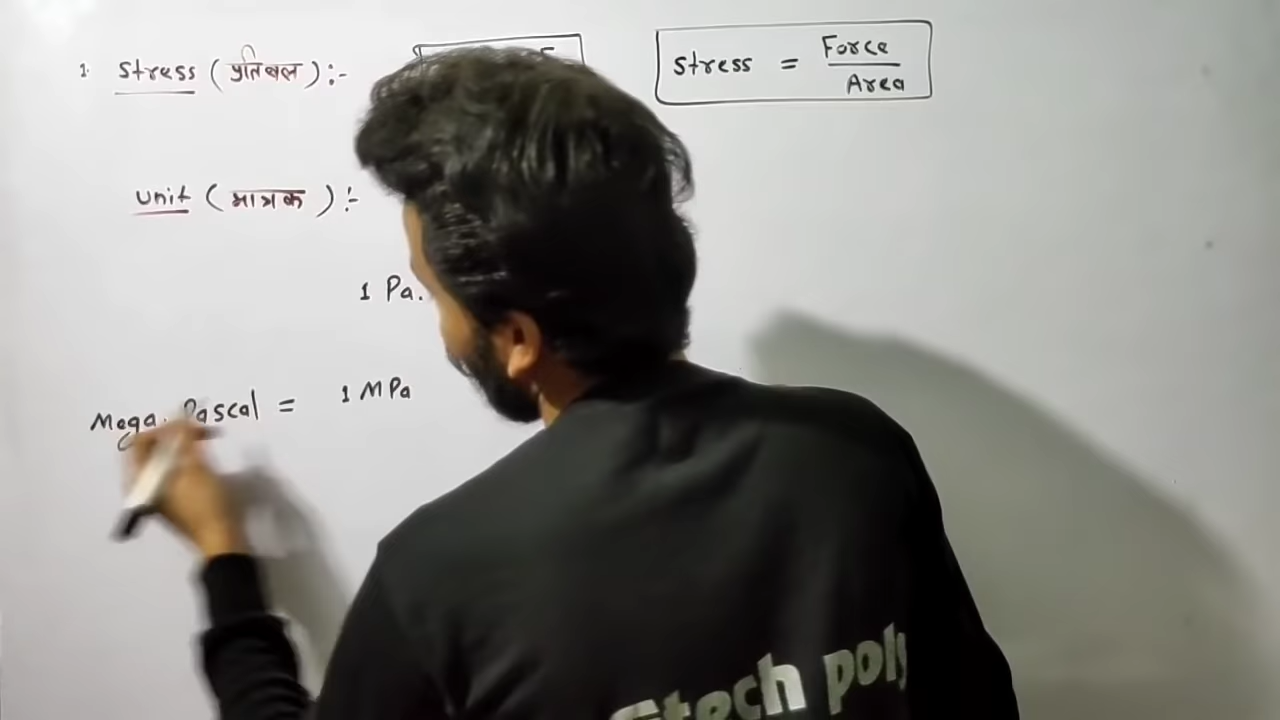 1. Stress (प्रतिबल) :-
Stress = Force
Area
Unit (मात्रक) :-
1 Pa.
Mega Pascal = 1 MPa
tech poly